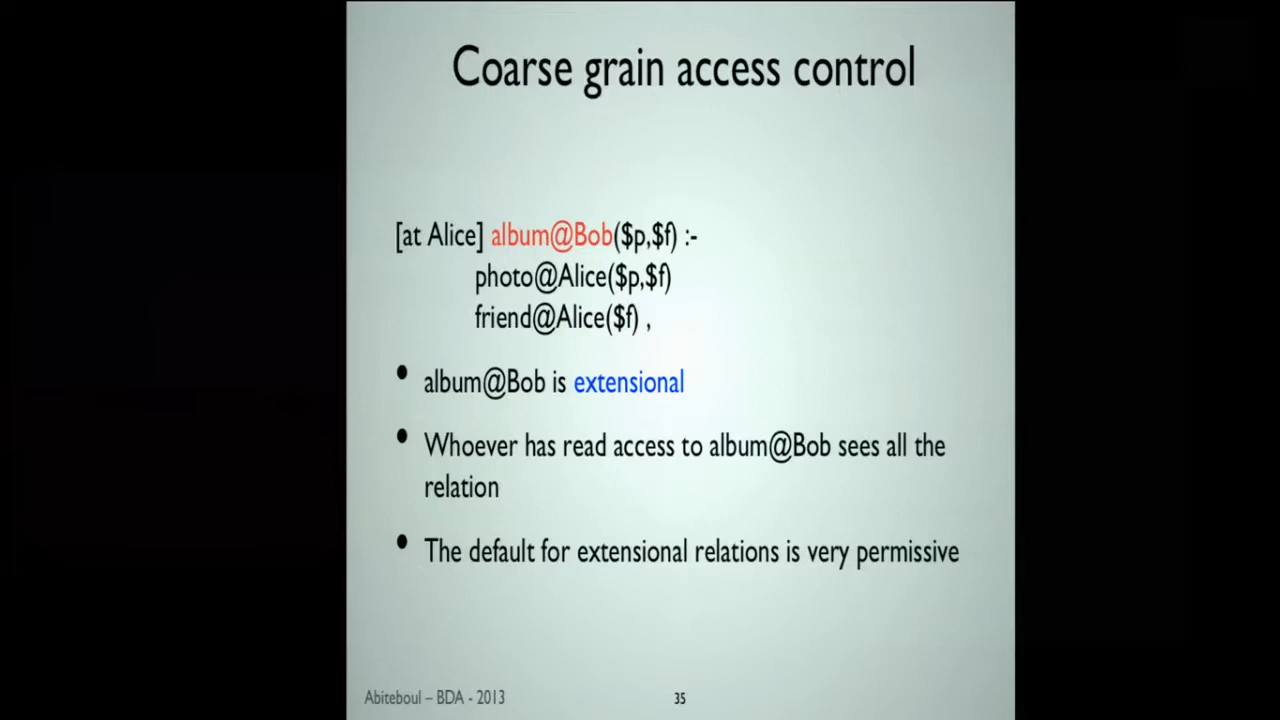 Coarse grain access control
[at Alice] album@Bob($p,$f) :-
photo@Alice($p,$f)
friend@Alice($f) ,
• album@Bob is extensional
• Whoever has read access to album@Bob sees all the
relation
• The default for extensional relations is very permissive
Abiteboul – BDA - 2013
35